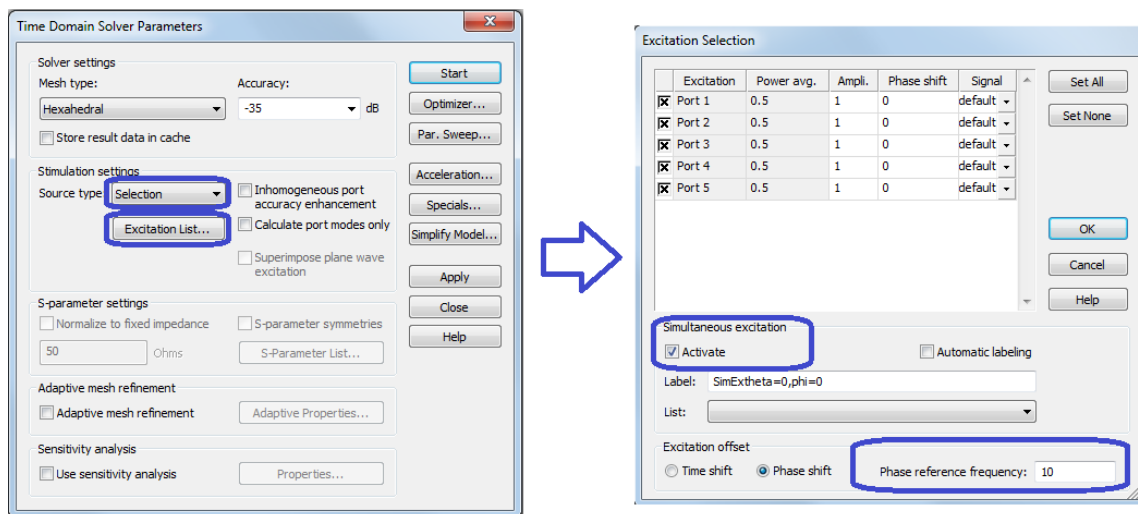 Time Domain Solver Parameters
Solver settings
Mesh type:
Accuracy:
Hexahedral
-35
dB
Store result data in cache
Stimulation settings
Source type
Selection
Inhomogeneous port
accuracy enhancement
Excitation List...
Calculate port modes only
Superimpose plane wave
excitation
S-parameter settings
Normalize to fixed impedance
S-parameter symmetries
50
Ohms
S-Parameter List...
Adaptive mesh refinement
Adaptive mesh refinement
Adaptive Properties...
Sensitivity analysis
Use sensitivity analysis
Properties...
Start
Optimizer...
Par. Sweep...
Acceleration...
Specials...
Simplify Model...
Apply
Close
Help
Excitation Selection
Excitation Power avg. Ampli. Phase shift Signal
Port 1 0.5 1 0 default
Port 2 0.5 1 0 default
Port 3 0.5 1 0 default
Port 4 0.5 1 0 default
Port 5 0.5 1 0 default
Set All
Set None
OK
Cancel
Help
Simultaneous excitation
Activate
Automatic labeling
Label: SimExtheta=0,phi=0
List:
Excitation offset
Time shift
Phase shift
Phase reference frequency: 10